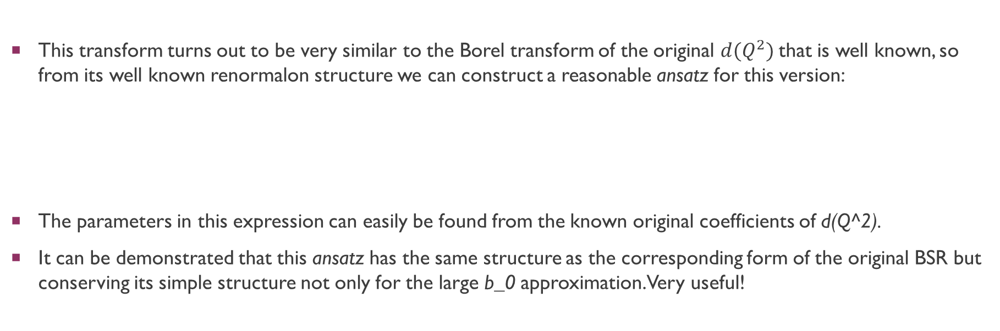 ▪ This transform turns out to be very similar to the Borel transform of the original d(Q²) that is well known, so
from its well known renormalon structure we can construct a reasonable ansatz for this version:
▪ The parameters in this expression can easily be found from the known original coefficients of d(Q^2).
▪ It can be demonstrated that this ansatz has the same structure as the corresponding form of the original BSR but
conserving its simple structure not only for the large b_0 approximation. Very useful!